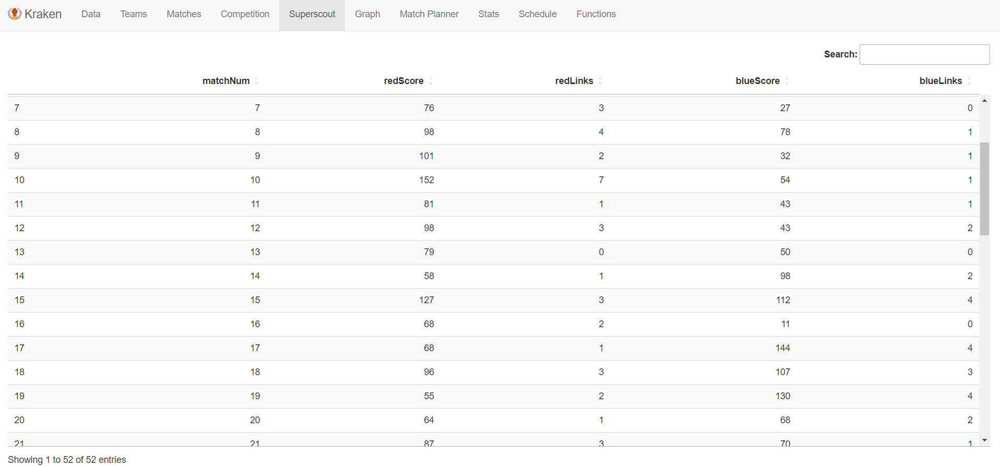 Kraken Data Teams Matches Competition Superscout Graph Match Planner Stats Schedule Functions
Search:
matchNum redScore redLinks blueScore blueLinks
7 7 76 3 27 0
8 8 98 4 78 1
9 9 101 2 32 1
10 10 152 7 54 1
11 11 81 1 43 1
12 12 98 3 43 2
13 13 79 0 50 0
14 14 58 1 98 2
15 15 127 3 112 4
16 16 68 2 11 0
17 17 68 1 144 4
18 18 96 3 107 3
19 19 55 2 130 4
20 20 64 1 68 2
21 21 87 3 70 1
Showing 1 to 52 of 52 entries